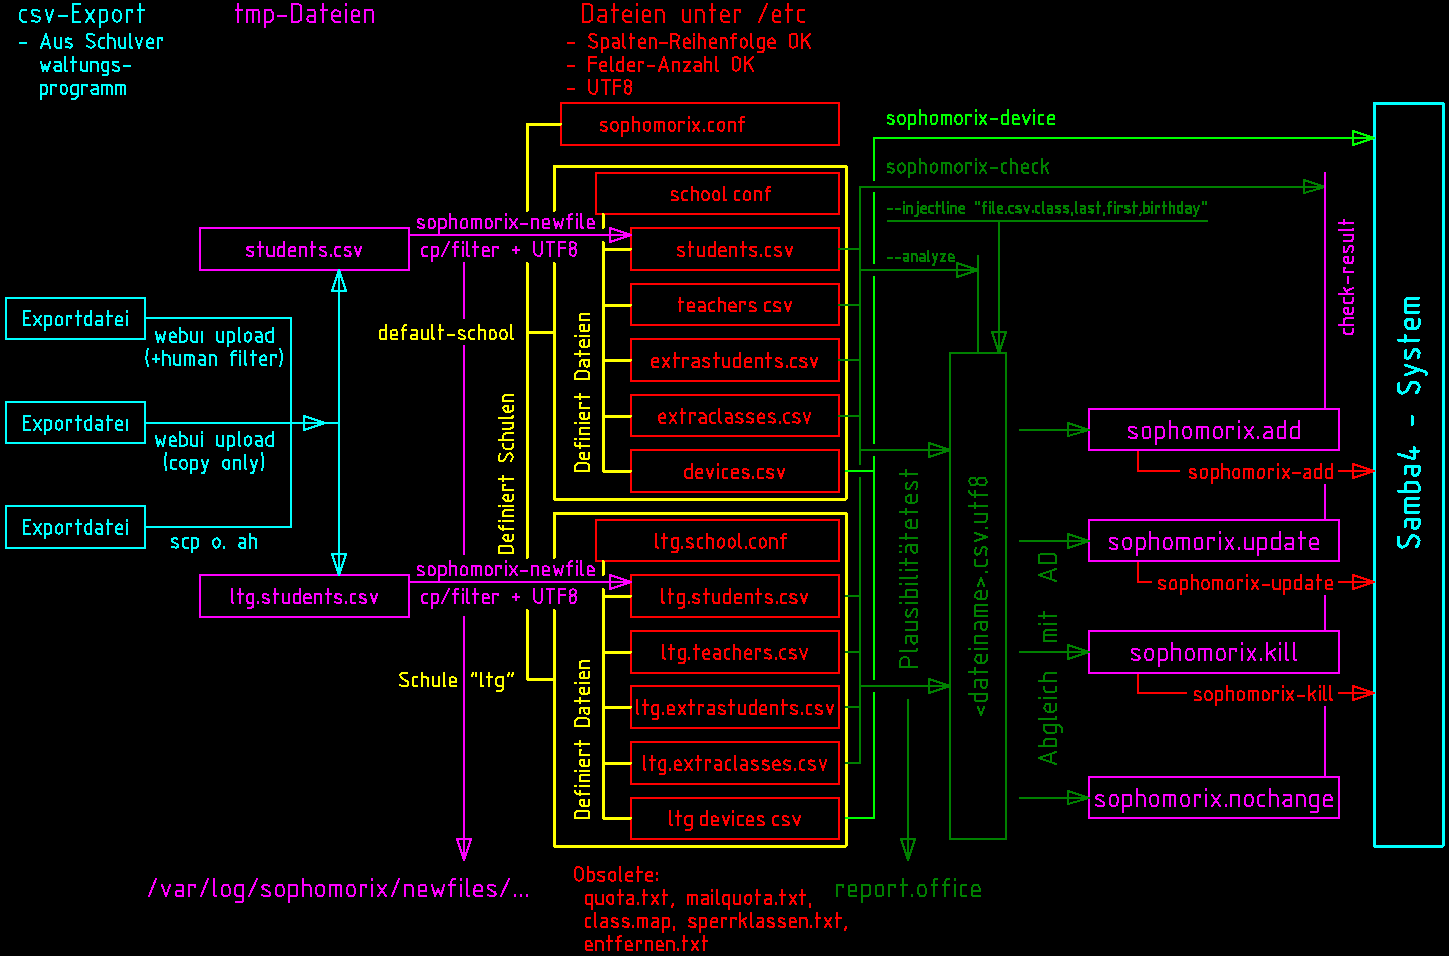 csv-Export
- Aus Schulver
waltungs-
programm
tmp-Dateien
Dateien unter /etc
- Spalten-Reihenfolge OK
- Felder-Anzahl OK
- UTF8
sophomorix.conf
sophomorix-device
sophomorix-check
--injectline "file.csv.class,last,first,birthday"
--analyze
school.conf
sophomorix-newfile
cp/filter + UTF8
students.csv
students.csv
teachers.csv
extrastudents.csv
extraclasses.csv
devices.csv
Exportdatei
webui upload
(+human filter)
Exportdatei
webui upload
(copy only)
Exportdatei
scp o. äh
default-school
Definiert Dateien
Definiert Schulen
ltg.school.conf
sophomorix-newfile
cp/filter + UTF8
ltg.students.csv
ltg.students.csv
ltg.teachers.csv
ltg.extrastudents.csv
ltg.extraclasses.csv
ltg.devices.csv
Schule "ltg"
Definiert Dateien
Plausibilitätetest
<dateiname>.csv.utf8
Abgleich mit AD
check-result
sophomorix.add
sophomorix-add
sophomorix.update
sophomorix-update
sophomorix.kill
sophomorix-kill
sophomorix.nochange
Samba4 - System
/var/log/sophomorix/newfiles/...
Obsolete:
quota.txt, mailquota.txt,
class.map, sperrklassen.txt,
entfernen.txt
report.office